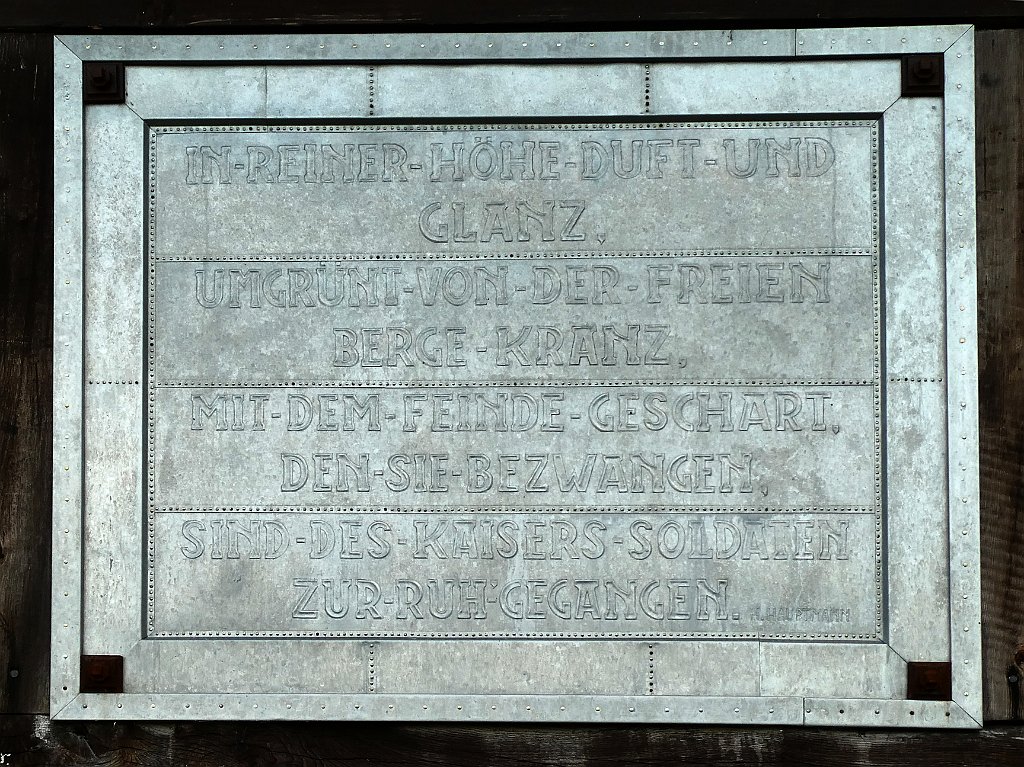 IN-REINER-HÖHE-DUFT-UND
GLANZ,
UMGRÜNT-VON-DER-FREIEN
BERGE-KRANZ,
MIT-DEM-FEINDE-GESCHART,
DEN-SIE-BEZWANGEN,
SIND-DES-KAISERS-SOLDATEN
ZUR-RUH'GEGANGEN.
H. HAUPTMANN